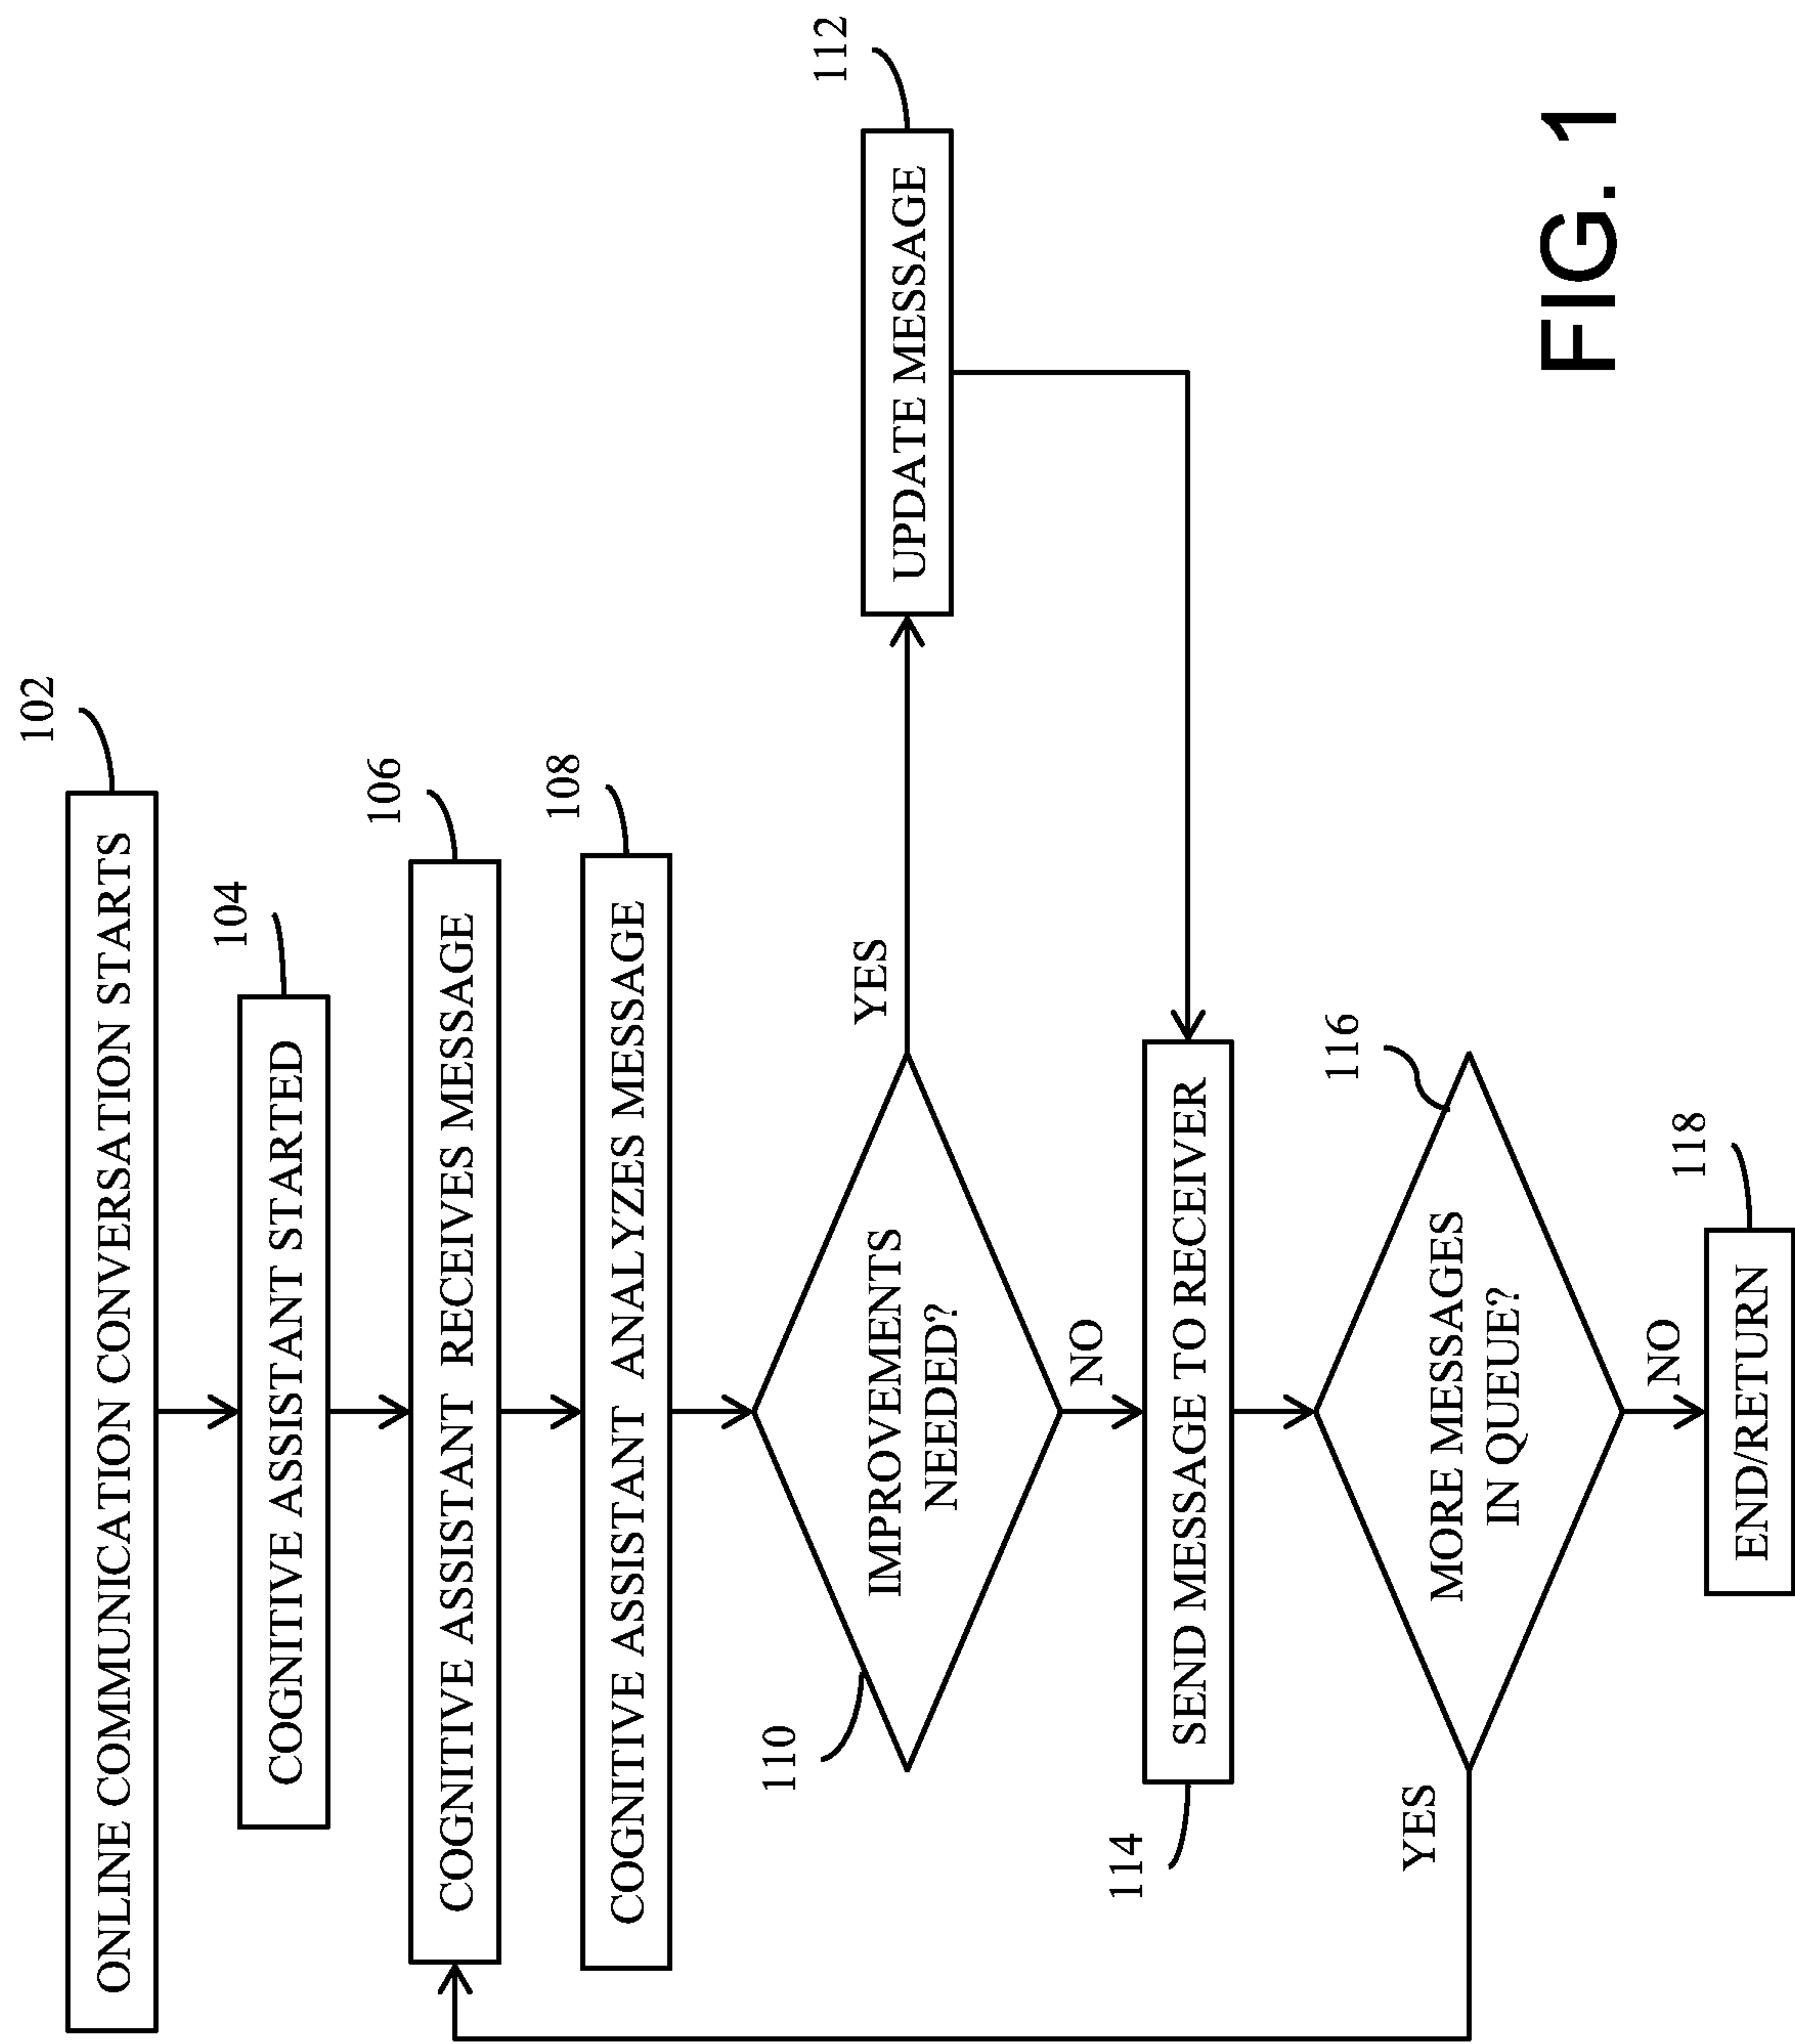 102
ONLINE COMMUNICATION CONVERSATION STARTS
104
COGNITIVE ASSISTANT STARTED
106
COGNITIVE ASSISTANT RECEIVES MESSAGE
108
COGNITIVE ASSISTANT ANALYZES MESSAGE
110
IMPROVEMENTS
NEEDED?
YES
112
UPDATE MESSAGE
NO
114
SEND MESSAGE TO RECEIVER
116
MORE MESSAGES
IN QUEUE?
YES
NO
118
END/RETURN
FIG. 1